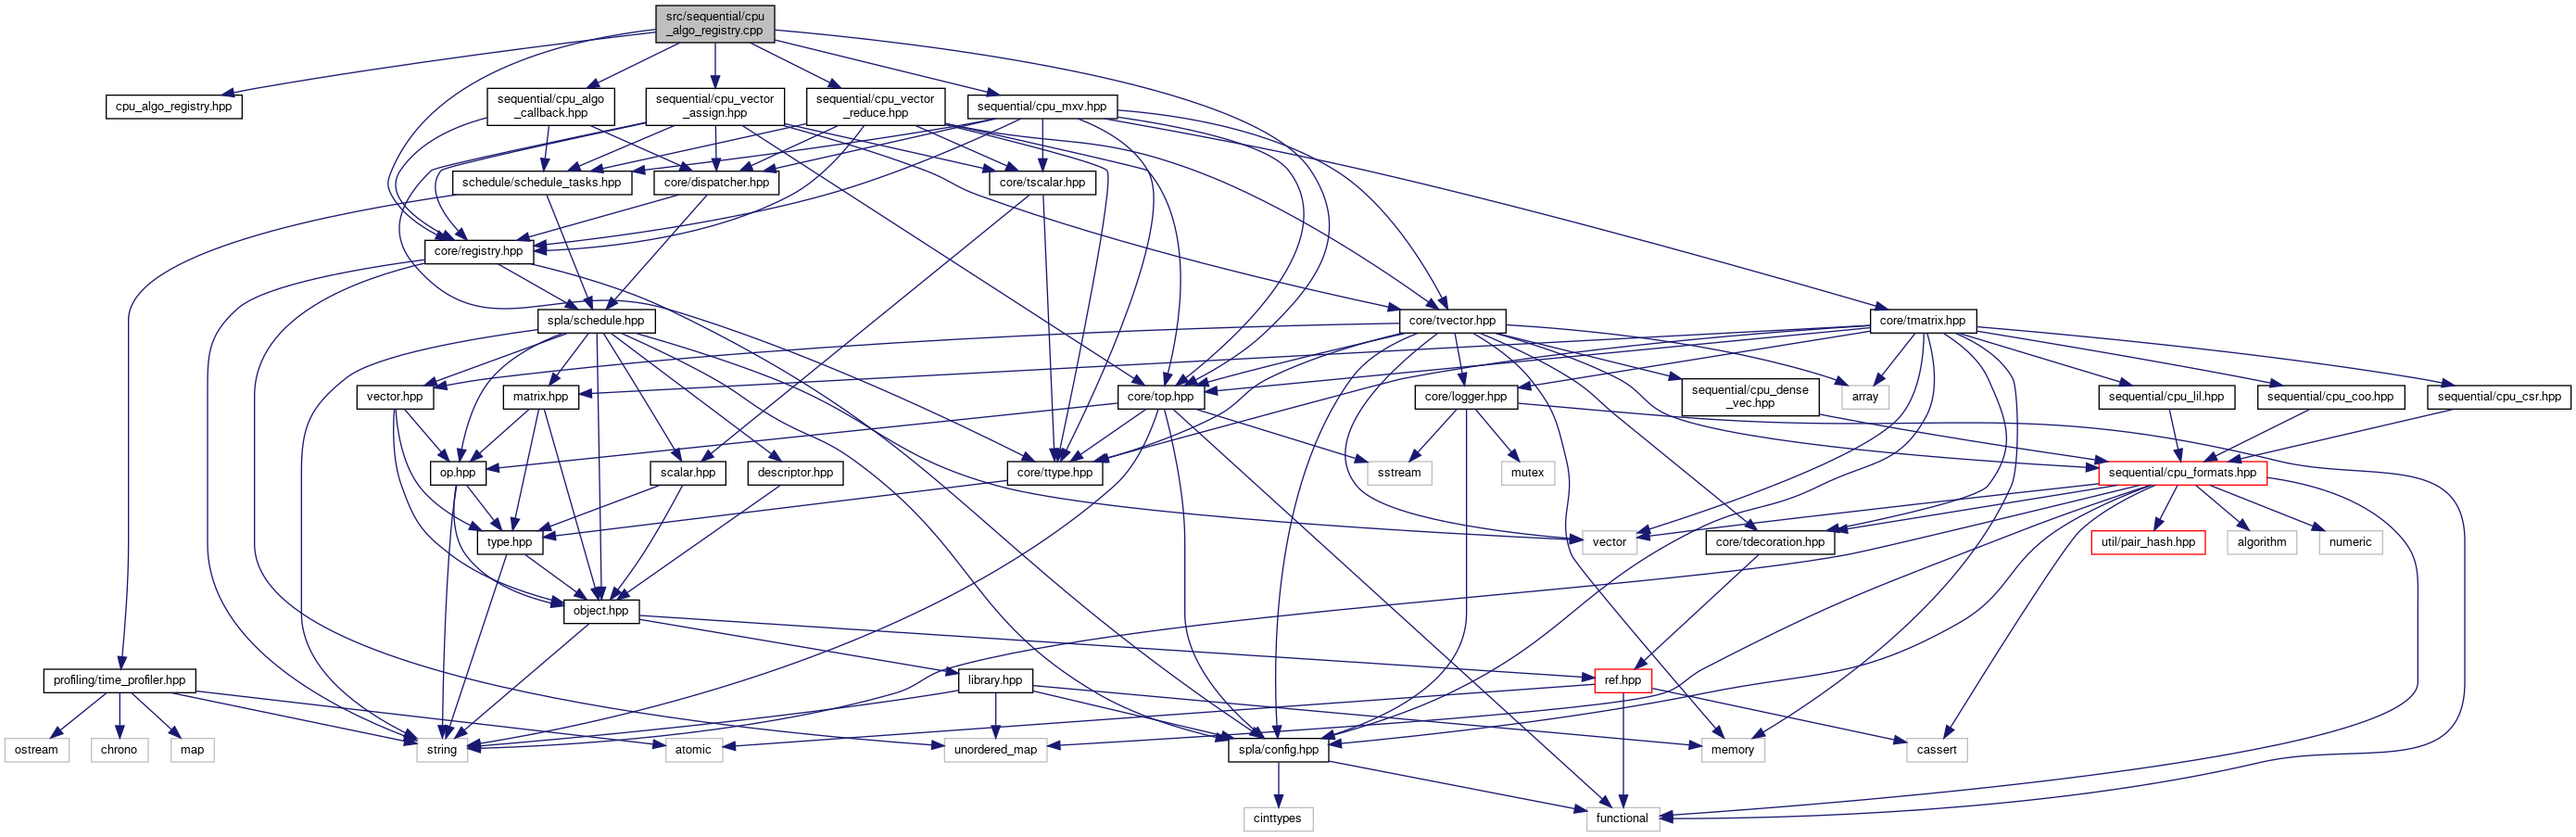 src/sequential/cpu
_algo_registry.cpp
cpu_algo_registry.hpp
sequential/cpu_algo
_callback.hpp
sequential/cpu_vector
_assign.hpp
sequential/cpu_vector
_reduce.hpp
sequential/cpu_mxv.hpp
schedule/schedule_tasks.hpp
core/dispatcher.hpp
core/tscalar.hpp
core/registry.hpp
spla/schedule.hpp
core/tvector.hpp
core/tmatrix.hpp
vector.hpp
matrix.hpp
core/top.hpp
core/logger.hpp
sequential/cpu_dense
_vec.hpp
array
sequential/cpu_lil.hpp
sequential/cpu_coo.hpp
sequential/cpu_csr.hpp
op.hpp
scalar.hpp
descriptor.hpp
core/ttype.hpp
sstream
mutex
sequential/cpu_formats.hpp
type.hpp
vector
core/tdecoration.hpp
util/pair_hash.hpp
algorithm
numeric
object.hpp
profiling/time_profiler.hpp
library.hpp
ref.hpp
ostream
chrono
map
string
atomic
unordered_map
spla/config.hpp
memory
cassert
cinttypes
functional